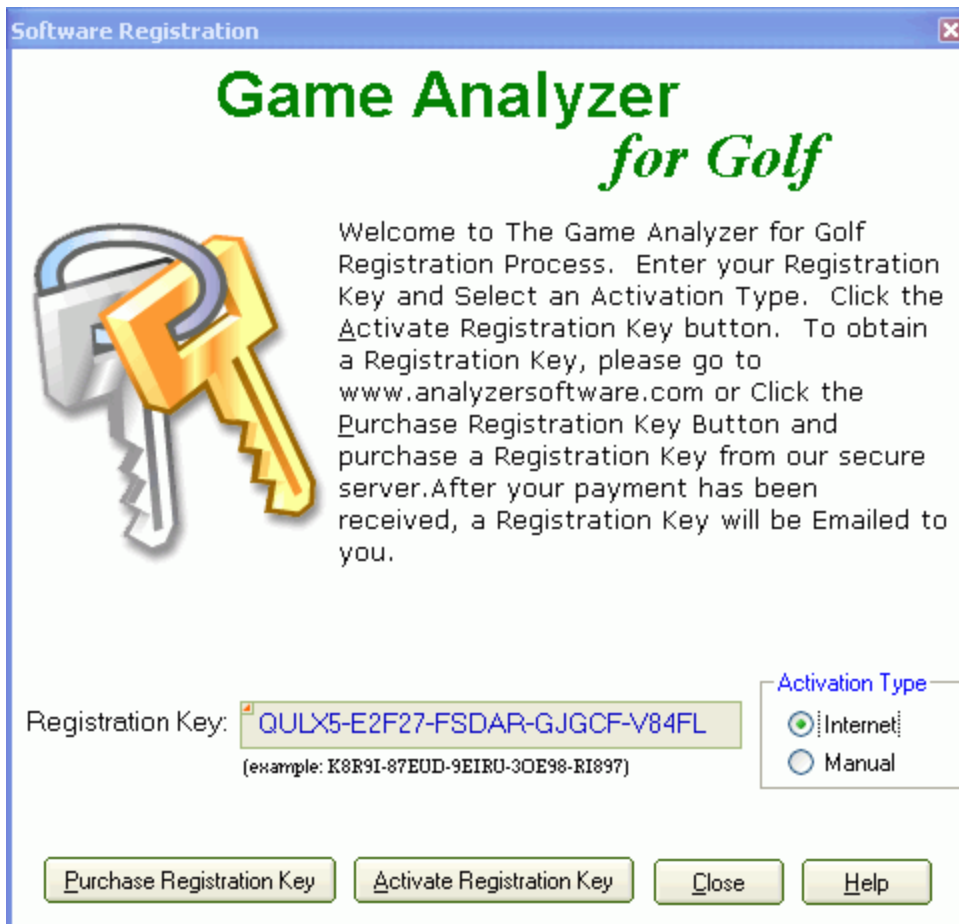 Software Registration
Game Analyzer
for Golf
Welcome to The Game Analyzer for Golf
Registration Process. Enter your Registration
Key and Select an Activation Type. Click the
Activate Registration Key button. To obtain
a Registration Key, please go to
www.analyzersoftware.com or Click the
Purchase Registration Key Button and
purchase a Registration Key from our secure
server.After your payment has been
received, a Registration Key will be Emailed to
you.
Activation Type
Registration Key: QULX5-E2F27-FSDAR-GJGCF-V84FL
Internet
(example: K8R9I-87EUD-9EIRU-3OE98-RI897)
Manual
Purchase Registration Key Activate Registration Key Close Help